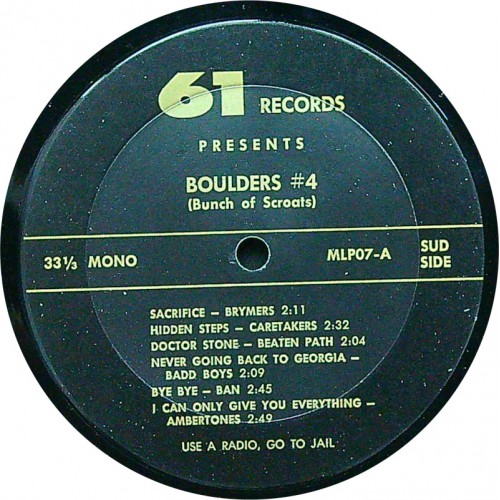 61 RECORDS
PRESENTS
BOULDERS #4
(Bunch of Scroats)
33⅓ MONO
MLP07-A
SUD
SIDE
SACRIFICE — BRYMERS 2:11
HIDDEN STEPS — CARETAKERS 2:32
DOCTOR STONE — BEATEN PATH 2:04
NEVER GOING BACK TO GEORGIA —
BADD BOYS 2:09
BYE BYE — BAN 2:45
I CAN ONLY GIVE YOU EVERYTHING —
AMBERTONES 2:49
USE A RADIO, GO TO JAIL